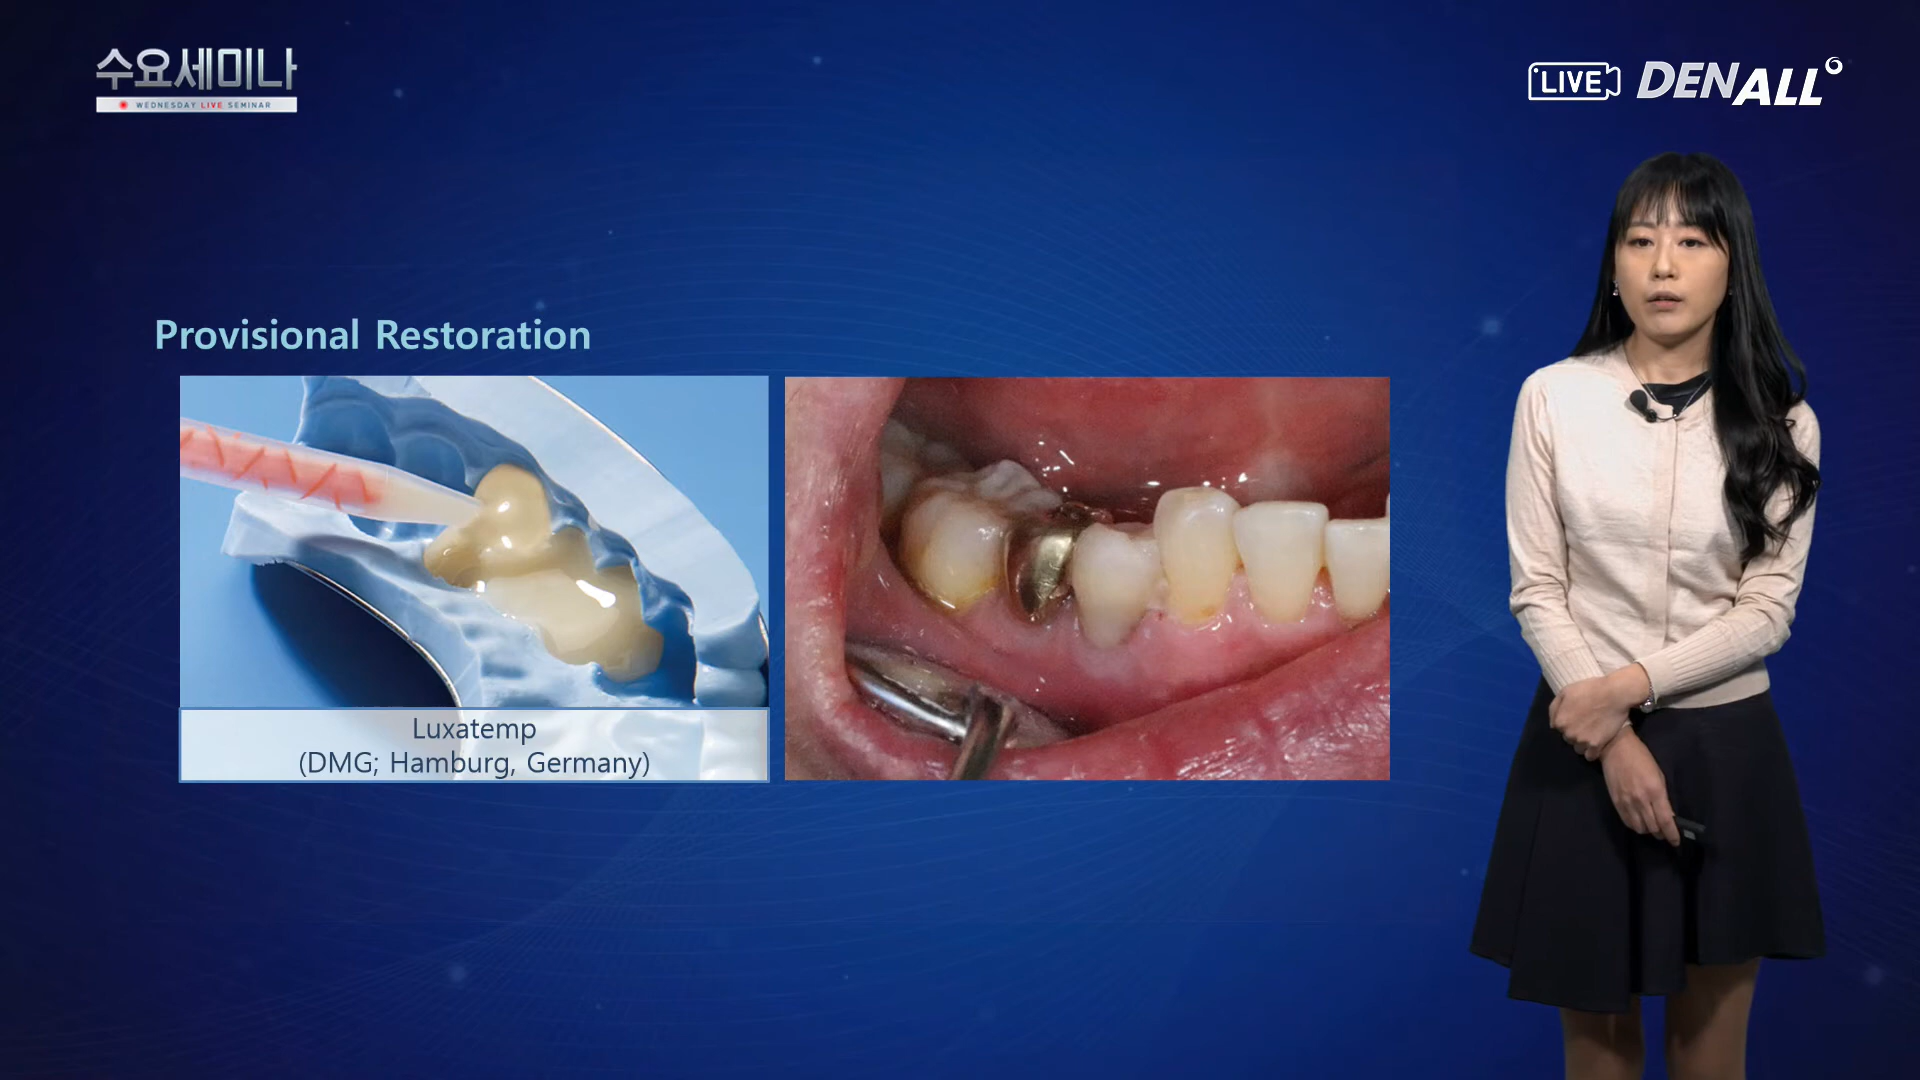 수요세미나
WEDNESDAY LIVE SEMINAR
LIVE DENALL
Provisional Restoration
Luxatemp
(DMG; Hamburg, Germany)